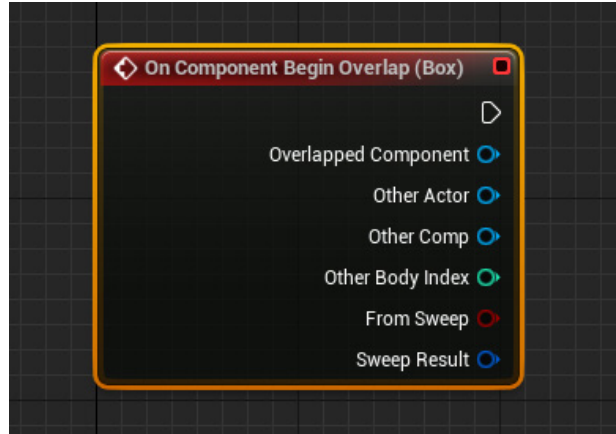 On Component Begin Overlap (Box)
Overlapped Component
Other Actor
Other Comp
Other Body Index
From Sweep
Sweep Result